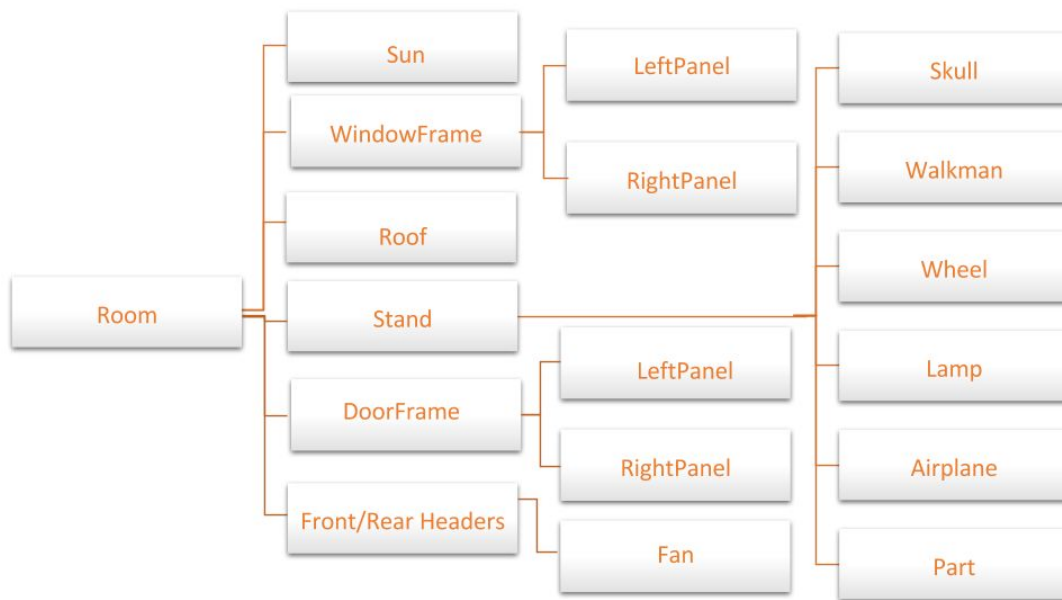 Room
Sun
WindowFrame
Roof
Stand
DoorFrame
Front/Rear Headers
LeftPanel
RightPanel
LeftPanel
RightPanel
Fan
Skull
Walkman
Wheel
Lamp
Airplane
Part